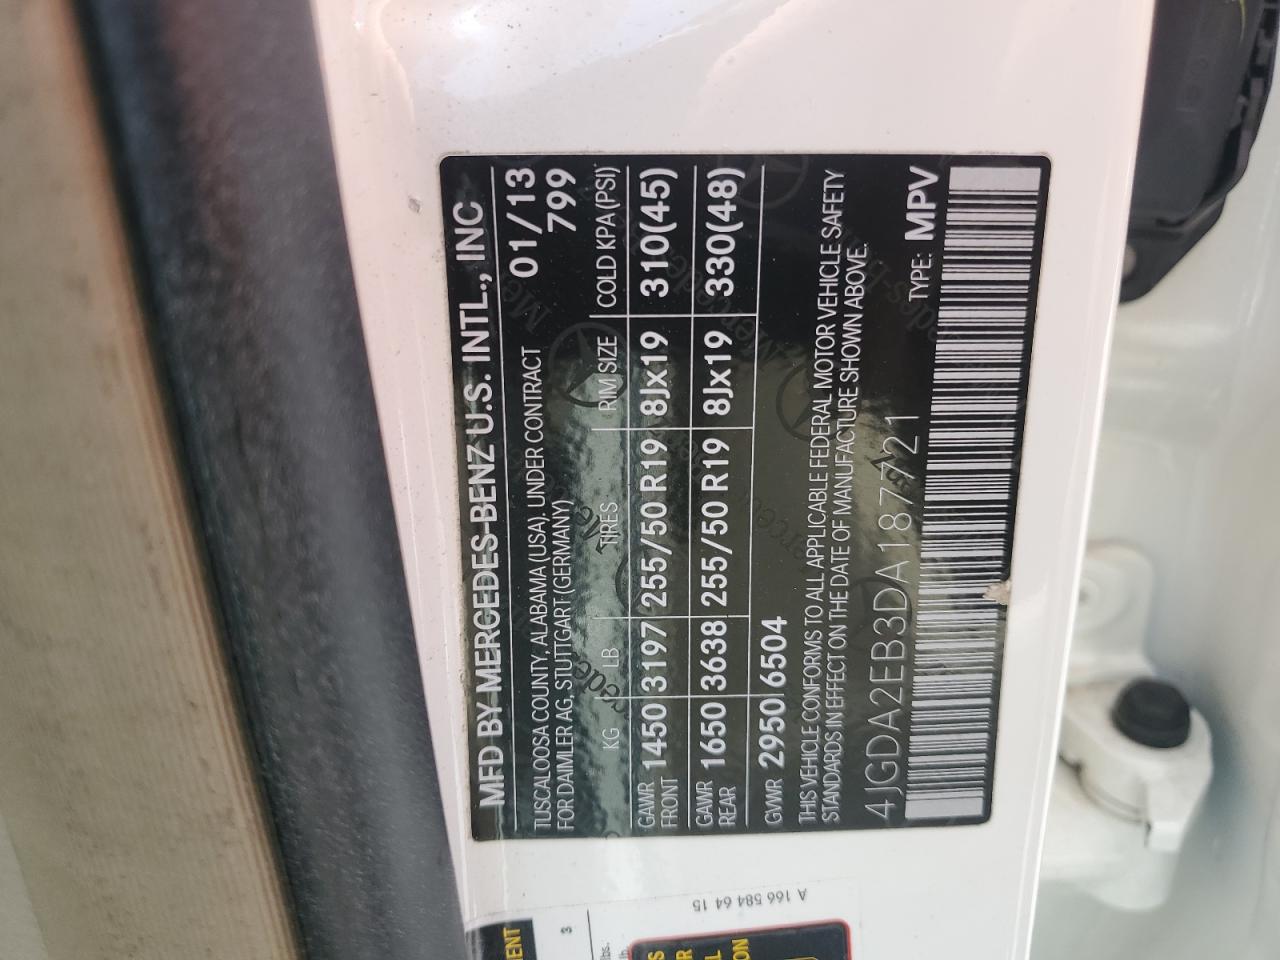 MFD BY MERCEDES-BENZ U.S. INTL., INC
TUSCALOOSA COUNTY, ALABAMA (USA), UNDER CONTRACT 01/13
FOR DAIMLER AG, STUTTGART (GERMANY) 799
KG LB TIRES RIM SIZE COLD KPA (PSI)
GAWR FRONT 1450 3197 255/50 R19 8Jx19 310(45)
GAWR REAR 1650 3638 255/50 R19 8Jx19 330(48)
GVWR 2950 6504
THIS VEHICLE CONFORMS TO ALL APPLICABLE FEDERAL MOTOR VEHICLE SAFETY
STANDARDS IN EFFECT ON THE DATE OF MANUFACTURE SHOWN ABOVE.
4JGDA2EB3DA187721 TYPE: MPV
A 166 584 64 15